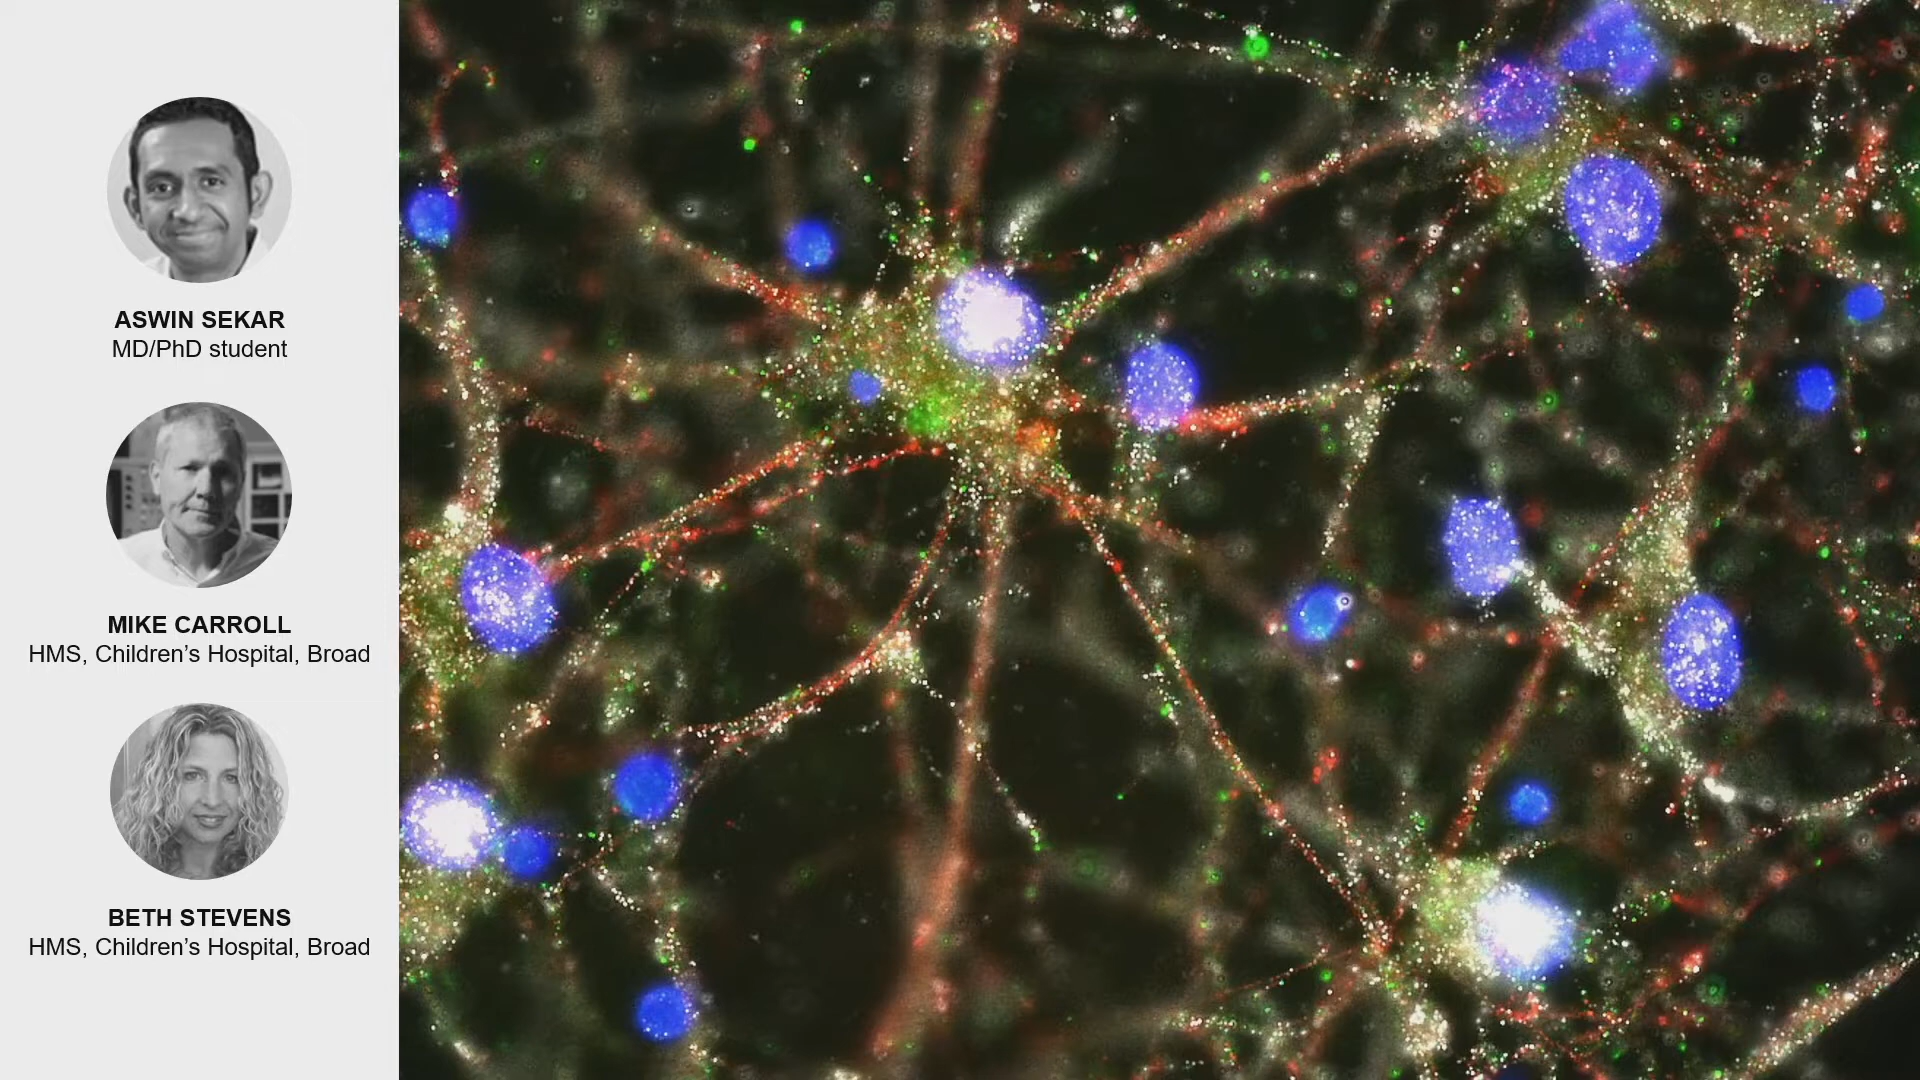 ASWIN SEKAR
MD/PhD student
MIKE CARROLL
HMS, Children’s Hospital, Broad
BETH STEVENS
HMS, Children’s Hospital, Broad